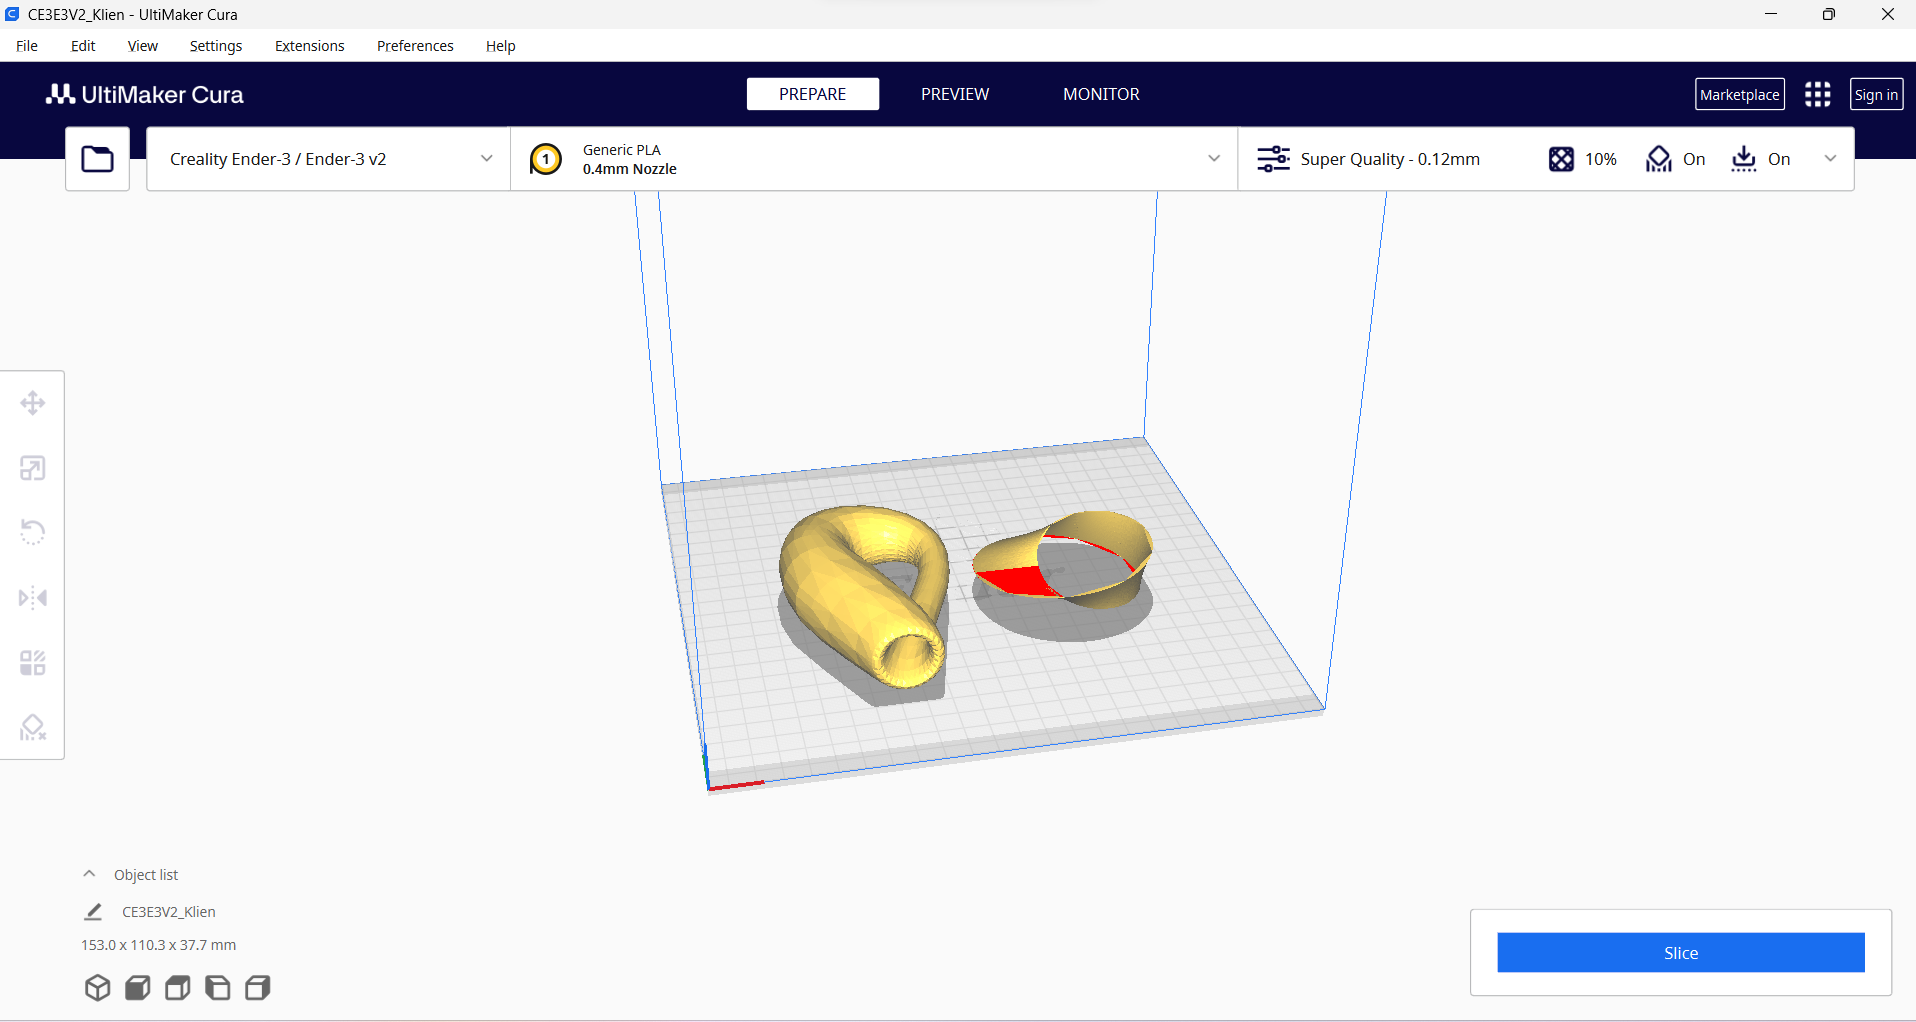 CE3E3V2_Klien - UltiMaker Cura
File Edit View Settings Extensions Preferences Help
UltiMaker Cura
PREPARE PREVIEW MONITOR
Marketplace
Sign in
Creality Ender-3 / Ender-3 v2
1
Generic PLA
0.4mm Nozzle
Super Quality - 0.12mm
10%
On
On
Object list
CE3E3V2_Klien
153.0 x 110.3 x 37.7 mm
Slice